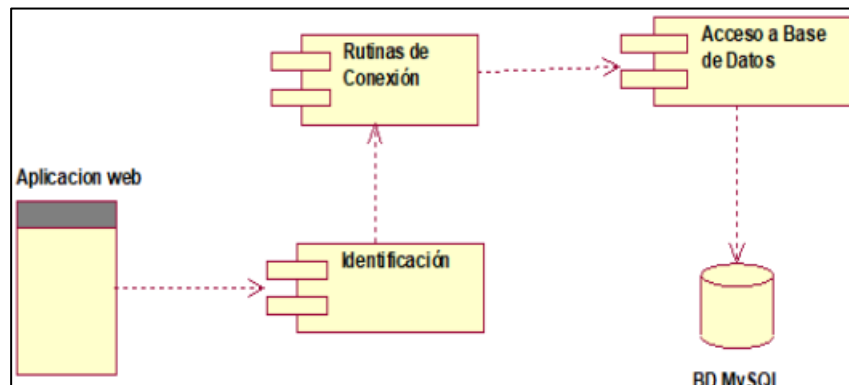 Rutinas de
Conexión
Acceso a Base
de Datos
Aplicacion web
Identificación
BD MySQL